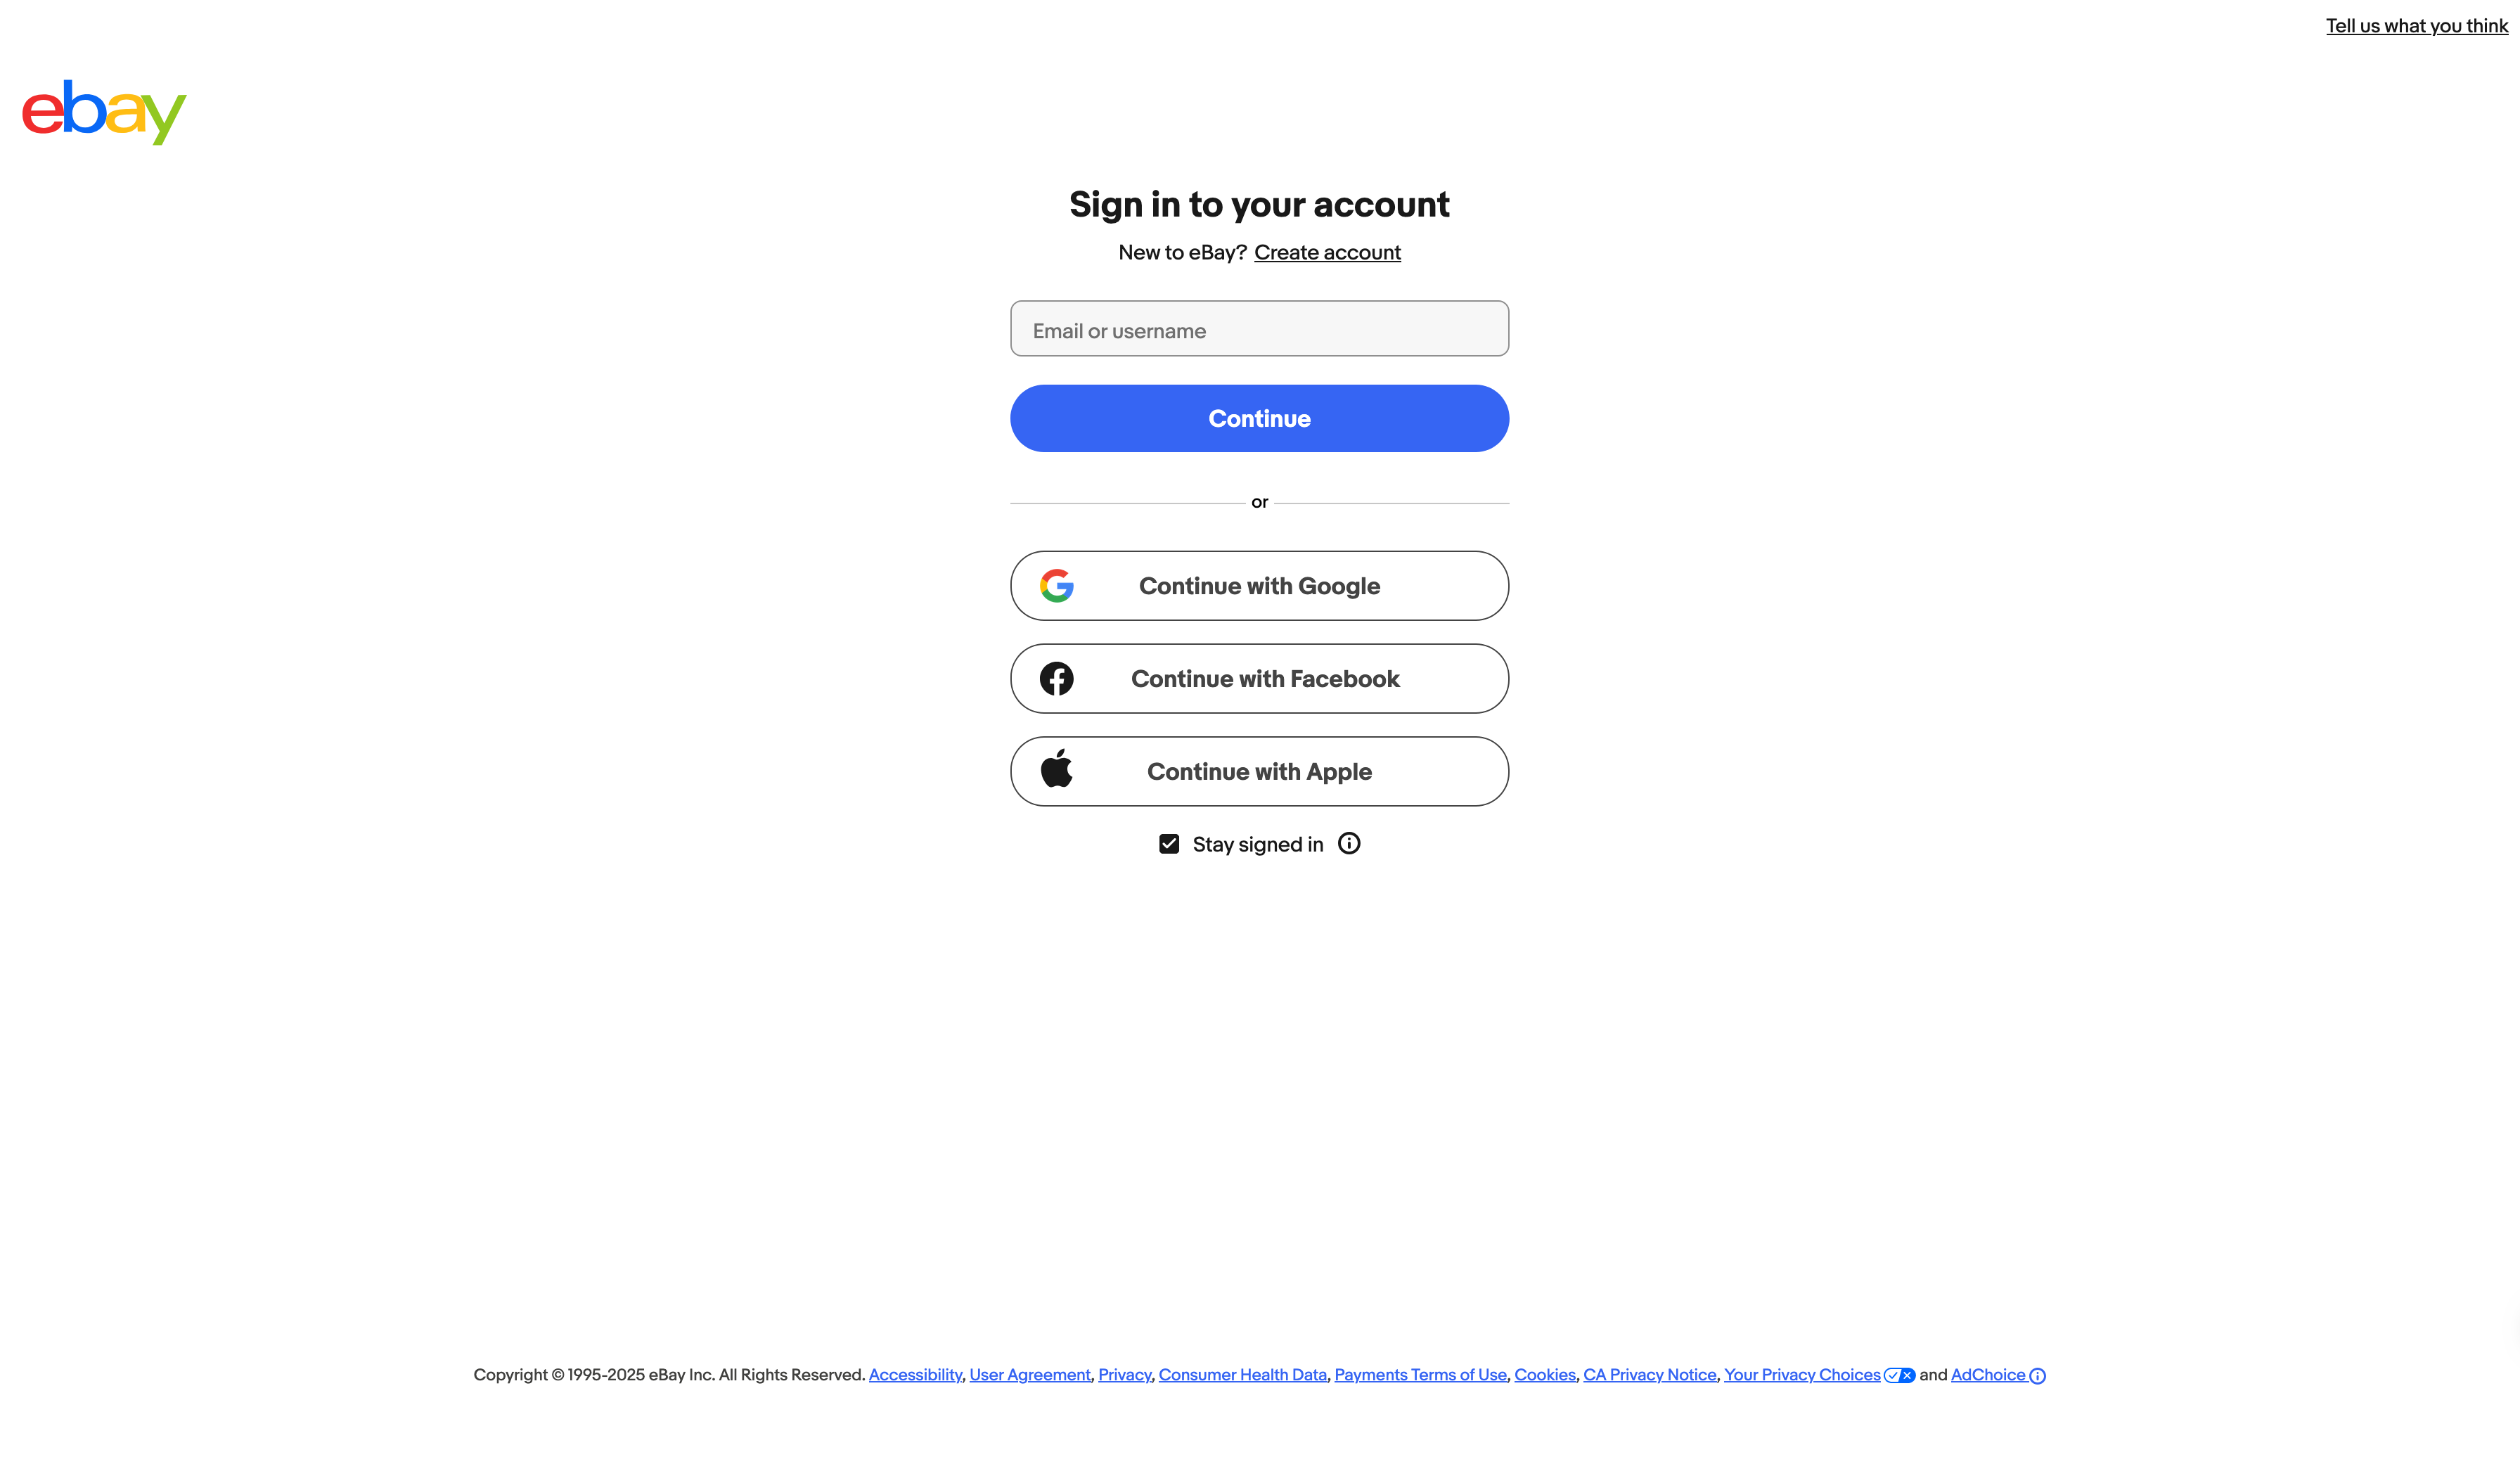 Tell us what you think
ebay
Sign in to your account
New to eBay? Create account
Email or username
Continue
or
Continue with Google
Continue with Facebook
Continue with Apple
Stay signed in
Copyright © 1995-2025 eBay Inc. All Rights Reserved. Accessibility, User Agreement, Privacy, Consumer Health Data, Payments Terms of Use, Cookies, CA Privacy Notice, Your Privacy Choices and AdChoice